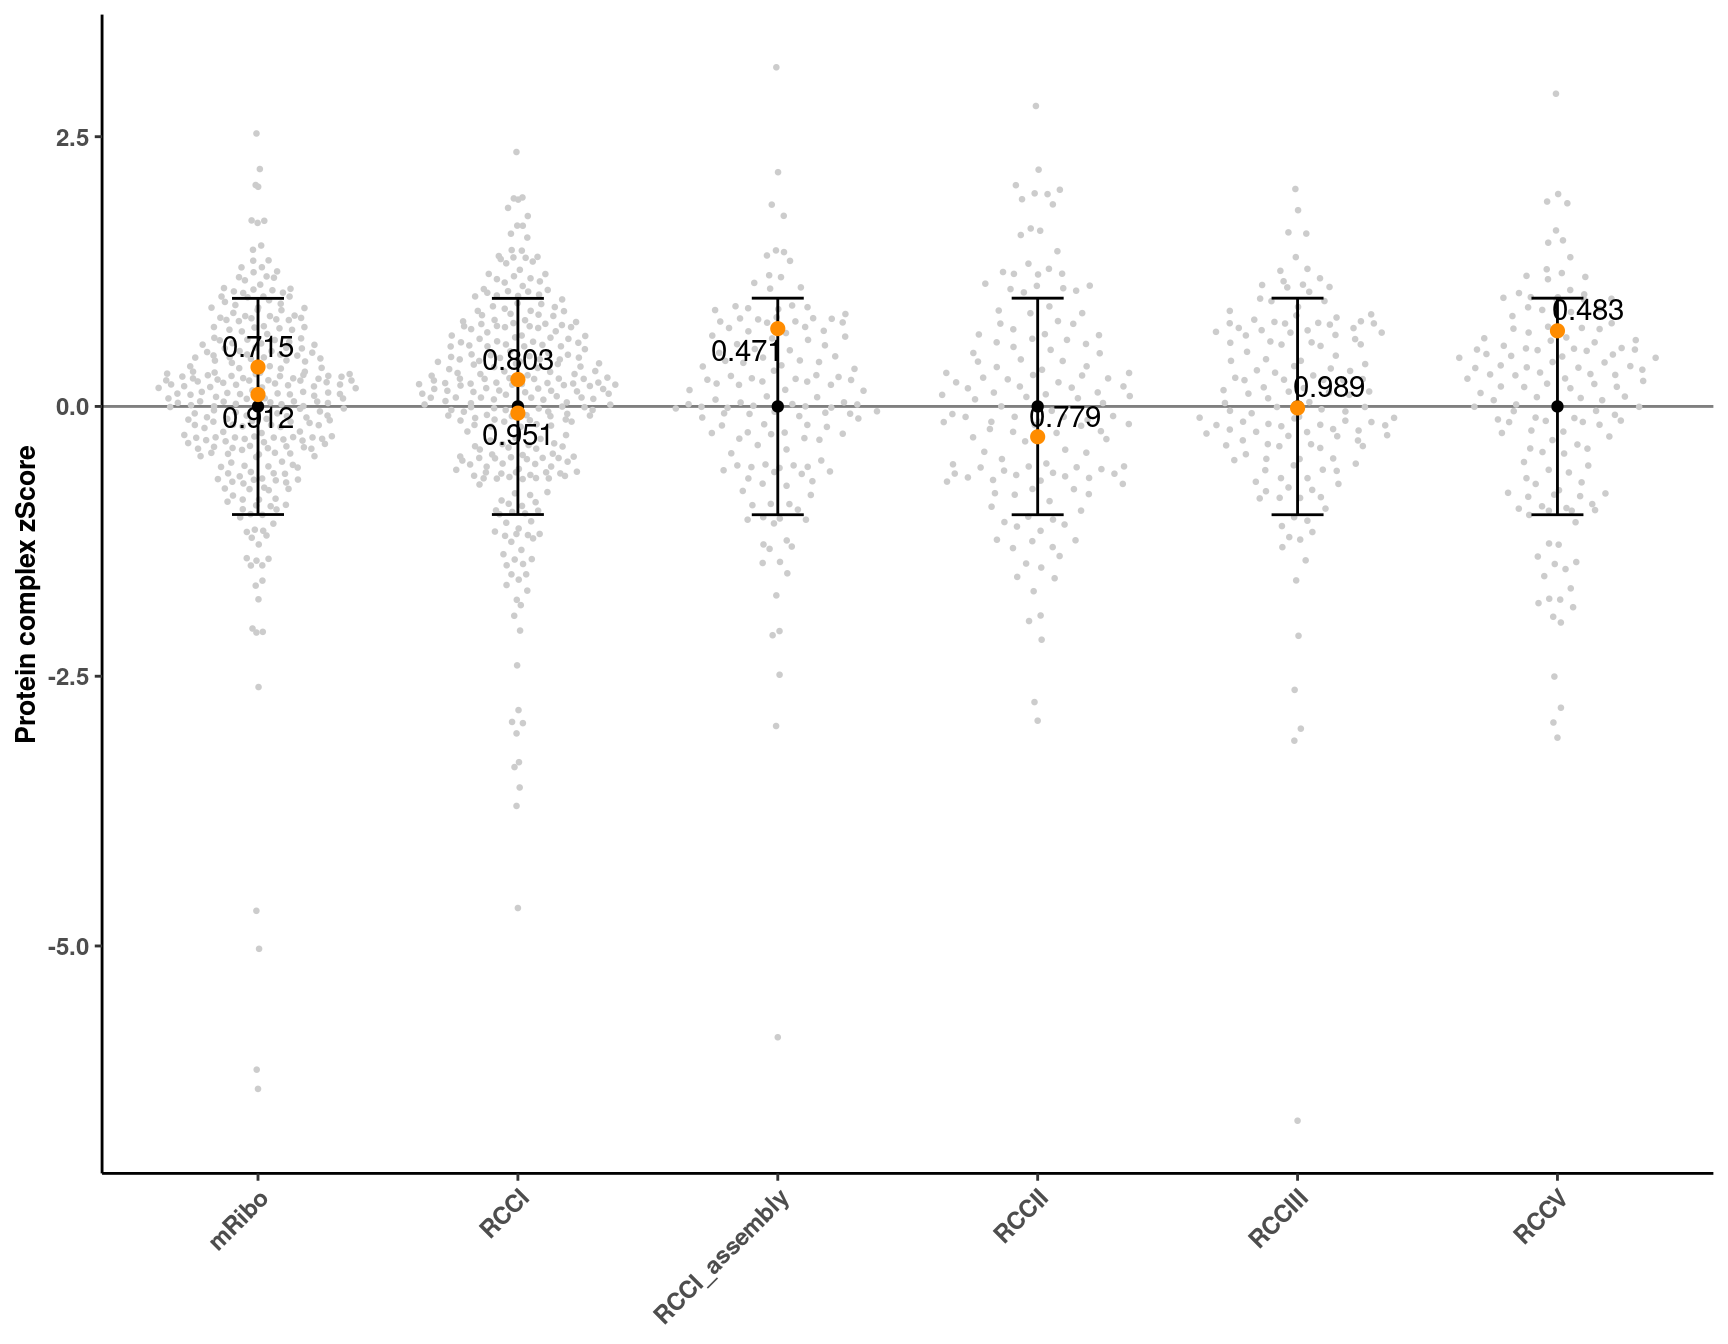 Protein complex zScore
2.5
0.0
-2.5
-5.0
0.715
0.912
0.803
0.951
0.471
0.779
0.989
0.483
mRibo
RCCI
RCCI_assembly
RCCII
RCCIII
RCCV